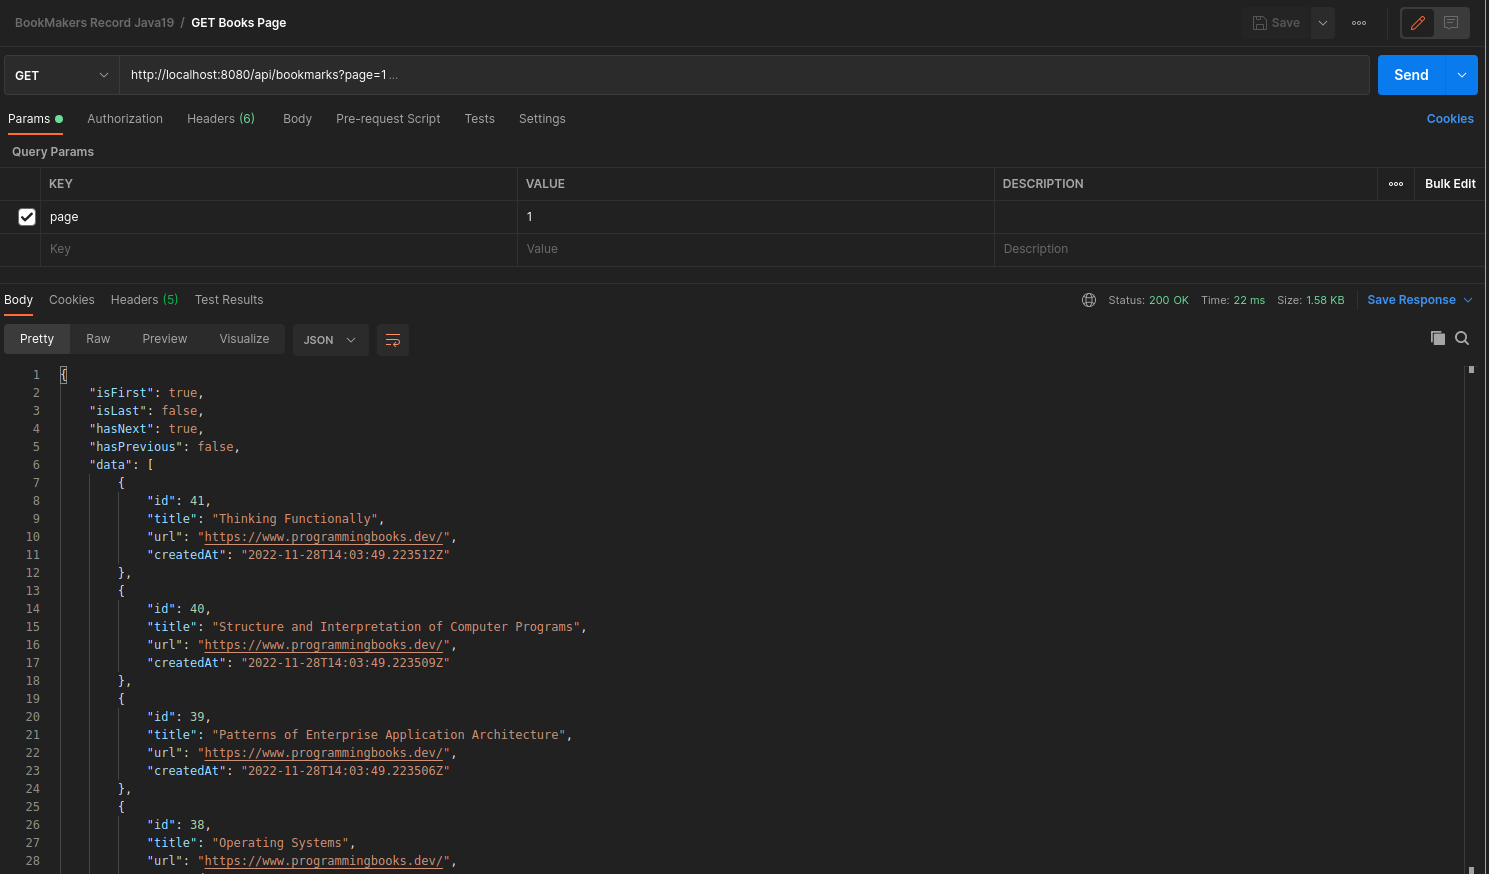 BookMakers Record Java19 / GET Books Page
Save
GET
http://localhost:8080/api/bookmarks?page=1 ...
Send
Params
Authorization
Headers (6)
Body
Pre-request Script
Tests
Settings
Cookies
Query Params
KEY VALUE DESCRIPTION Bulk Edit
page 1
Key Value Description
Body
Cookies
Headers (5)
Test Results
Status: 200 OK Time: 22 ms Size: 1.58 KB
Save Response
Pretty
Raw
Preview
Visualize
JSON
1 {
2 "isFirst": true,
3 "isLast": false,
4 "hasNext": true,
5 "hasPrevious": false,
6 "data": [
7 {
8 "id": 41,
9 "title": "Thinking Functionally",
10 "url": "https://www.programmingbooks.dev/",
11 "createdAt": "2022-11-28T14:03:49.223512Z"
12 },
13 {
14 "id": 40,
15 "title": "Structure and Interpretation of Computer Programs",
16 "url": "https://www.programmingbooks.dev/",
17 "createdAt": "2022-11-28T14:03:49.223509Z"
18 },
19 {
20 "id": 39,
21 "title": "Patterns of Enterprise Application Architecture",
22 "url": "https://www.programmingbooks.dev/",
23 "createdAt": "2022-11-28T14:03:49.223506Z"
24 },
25 {
26 "id": 38,
27 "title": "Operating Systems",
28 "url": "https://www.programmingbooks.dev/",